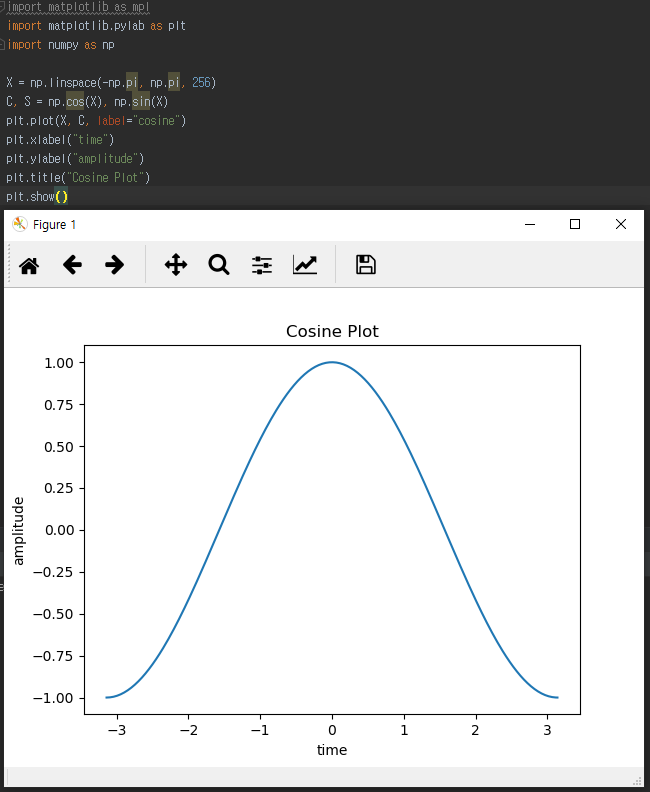 import matplotlib as mpl
import matplotlib.pylab as plt
import numpy as np
X = np.linspace(-np.pi, np.pi, 256)
C, S = np.cos(X), np.sin(X)
plt.plot(X, C, label="cosine")
plt.xlabel("time")
plt.ylabel("amplitude")
plt.title("Cosine Plot")
plt.show()
Figure 1
Cosine Plot
1.00
0.75
0.50
0.25
0.00
−0.25
−0.50
−0.75
−1.00
amplitude
−3 −2 −1 0 1 2 3
time